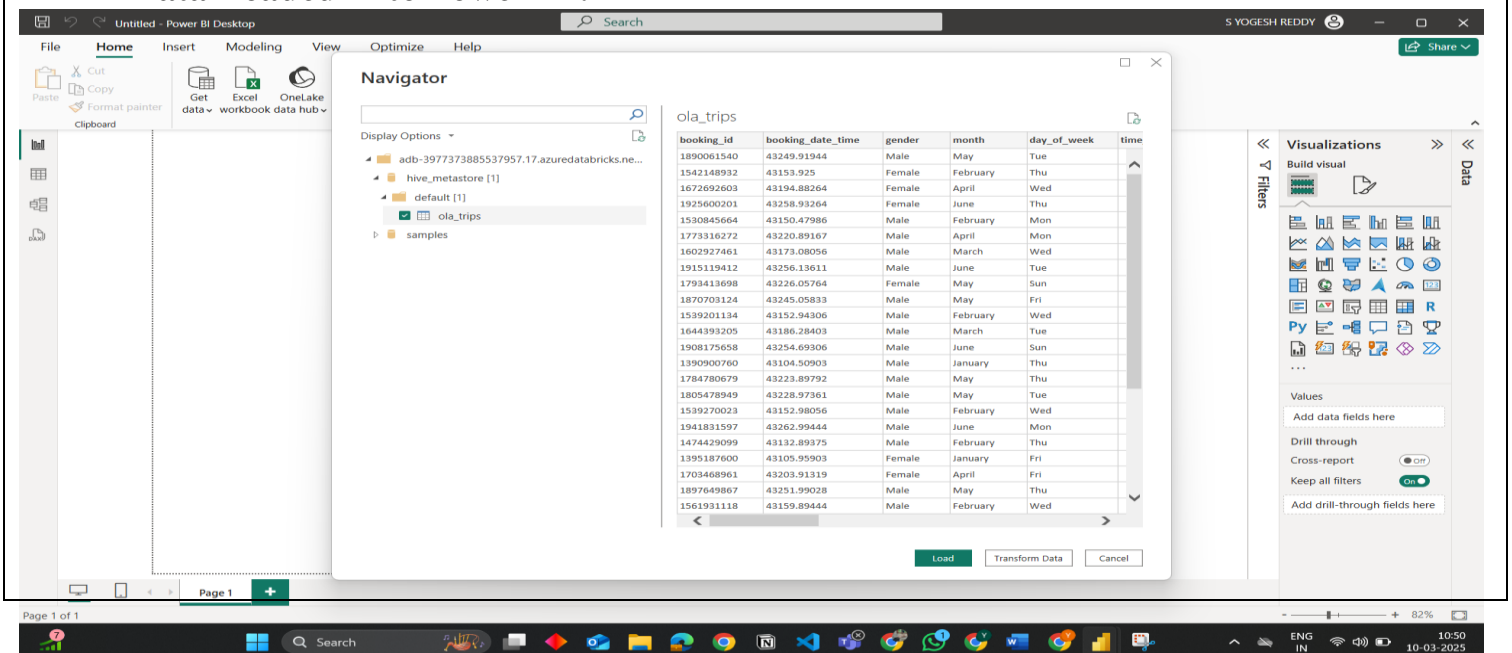 Untitled - Power BI Desktop
Search
S YOGESH REDDY
File Home Insert Modeling View Optimize Help
Share
Paste
Cut
Copy
Format painter
Clipboard
Get data
Excel workbook
OneLake data hub
Navigator
Display Options
adb-3977373885537957.17.azuredatabricks.ne...
hive_metastore [1]
default [1]
ola_trips
samples
ola_trips
booking_id booking_date_time gender month day_of_week time
1890061540 43249.91944 Male May Tue
1542148932 43153.925 Female February Thu
1672692603 43194.88264 Female April Wed
1925600201 43258.93264 Female June Thu
1530845664 43150.47986 Male February Mon
1773316272 43220.89167 Male April Mon
1602927461 43173.08056 Male March Wed
1915119412 43256.13611 Male June Tue
1793413698 43226.05764 Female May Sun
1870703124 43245.05833 Male May Fri
1539201134 43152.94306 Male February Wed
1644393205 43186.28403 Male March Tue
1908175658 43254.69306 Male June Sun
1390900760 43104.50903 Male January Thu
1784780679 43223.89792 Male May Thu
1805478949 43228.97361 Male May Tue
1539270023 43152.98056 Male February Wed
1941831597 43262.99444 Male June Mon
1474429099 43132.89375 Male February Thu
1395187600 43105.95903 Female January Fri
1703468961 43203.91319 Female April Fri
1897649867 43251.99028 Male May Thu
1561931118 43159.89444 Male February Wed
Load Transform Data Cancel
Filters
Visualizations
Build visual
123
R
Py
...
Values
Add data fields here
Drill through
Cross-report Off
Keep all filters On
Add drill-through fields here
Data
Page 1
Page 1 of 1
82%
7
Search
ENG
IN
10:50
10-03-2025